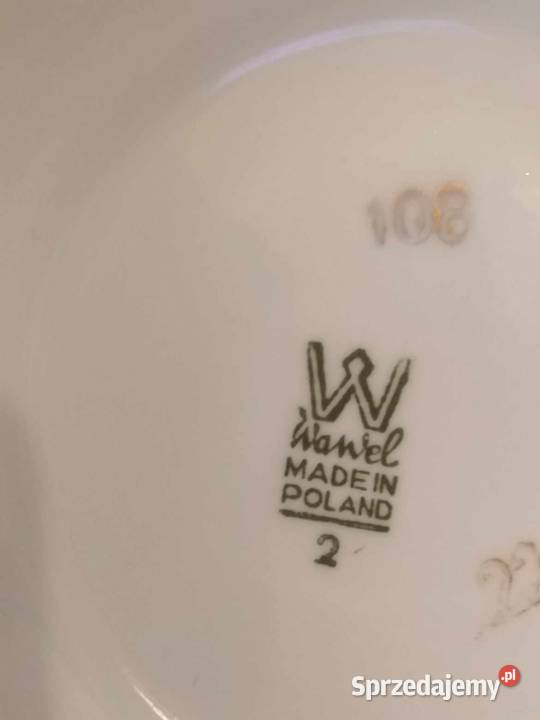 108
W
Wawel
MADE IN
POLAND
2
Sprzedajemy.pl